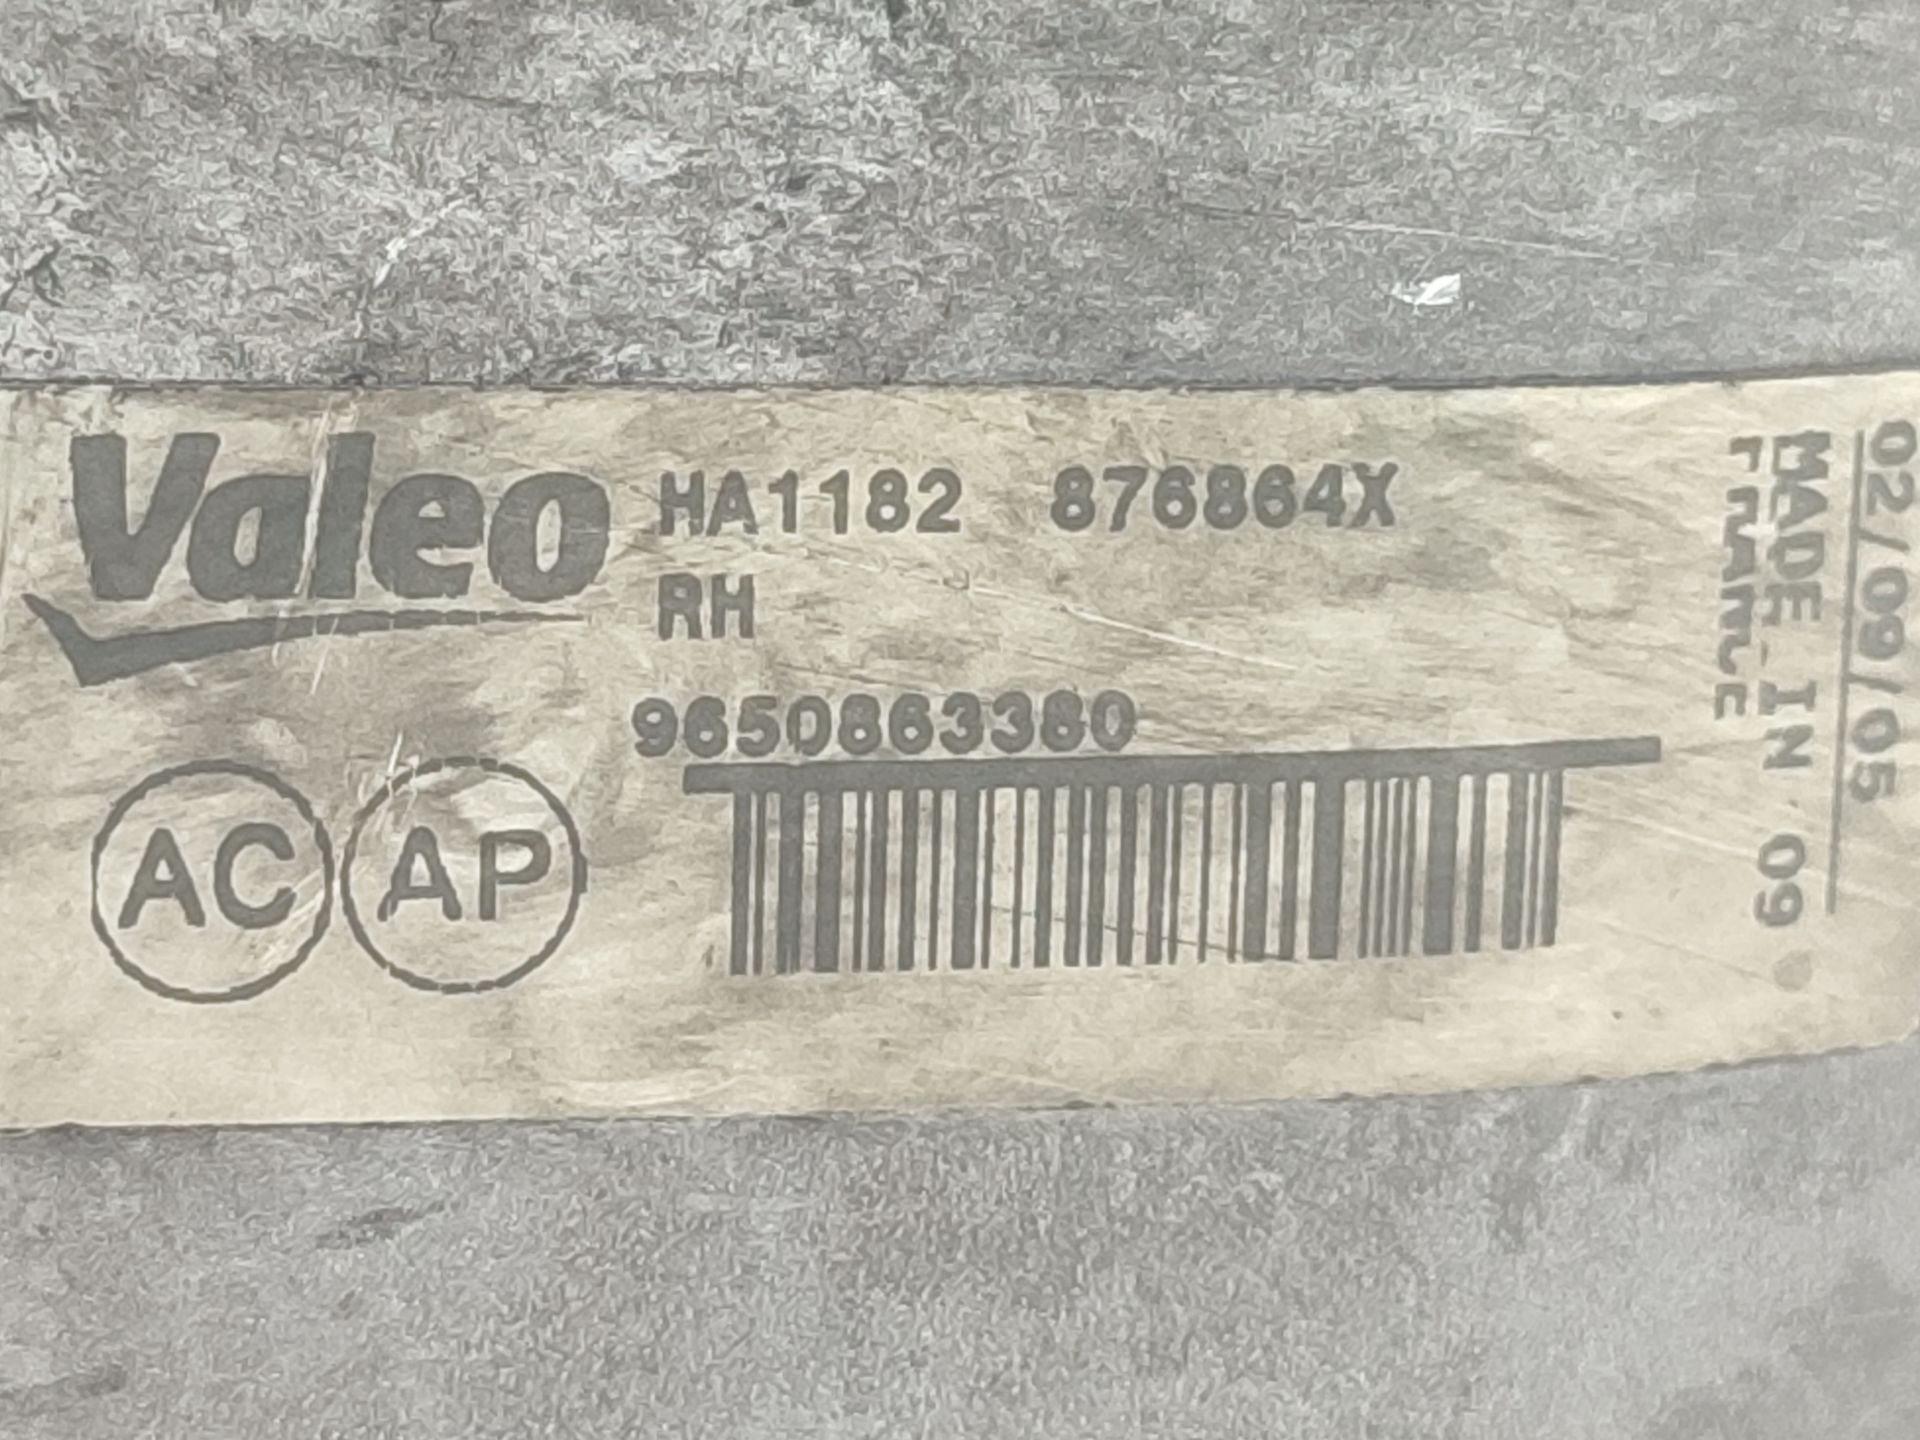 Valeo
HA1182 876864X
RH
9650863380
AC AP
02/09/05
MADE IN 09
FRANCE